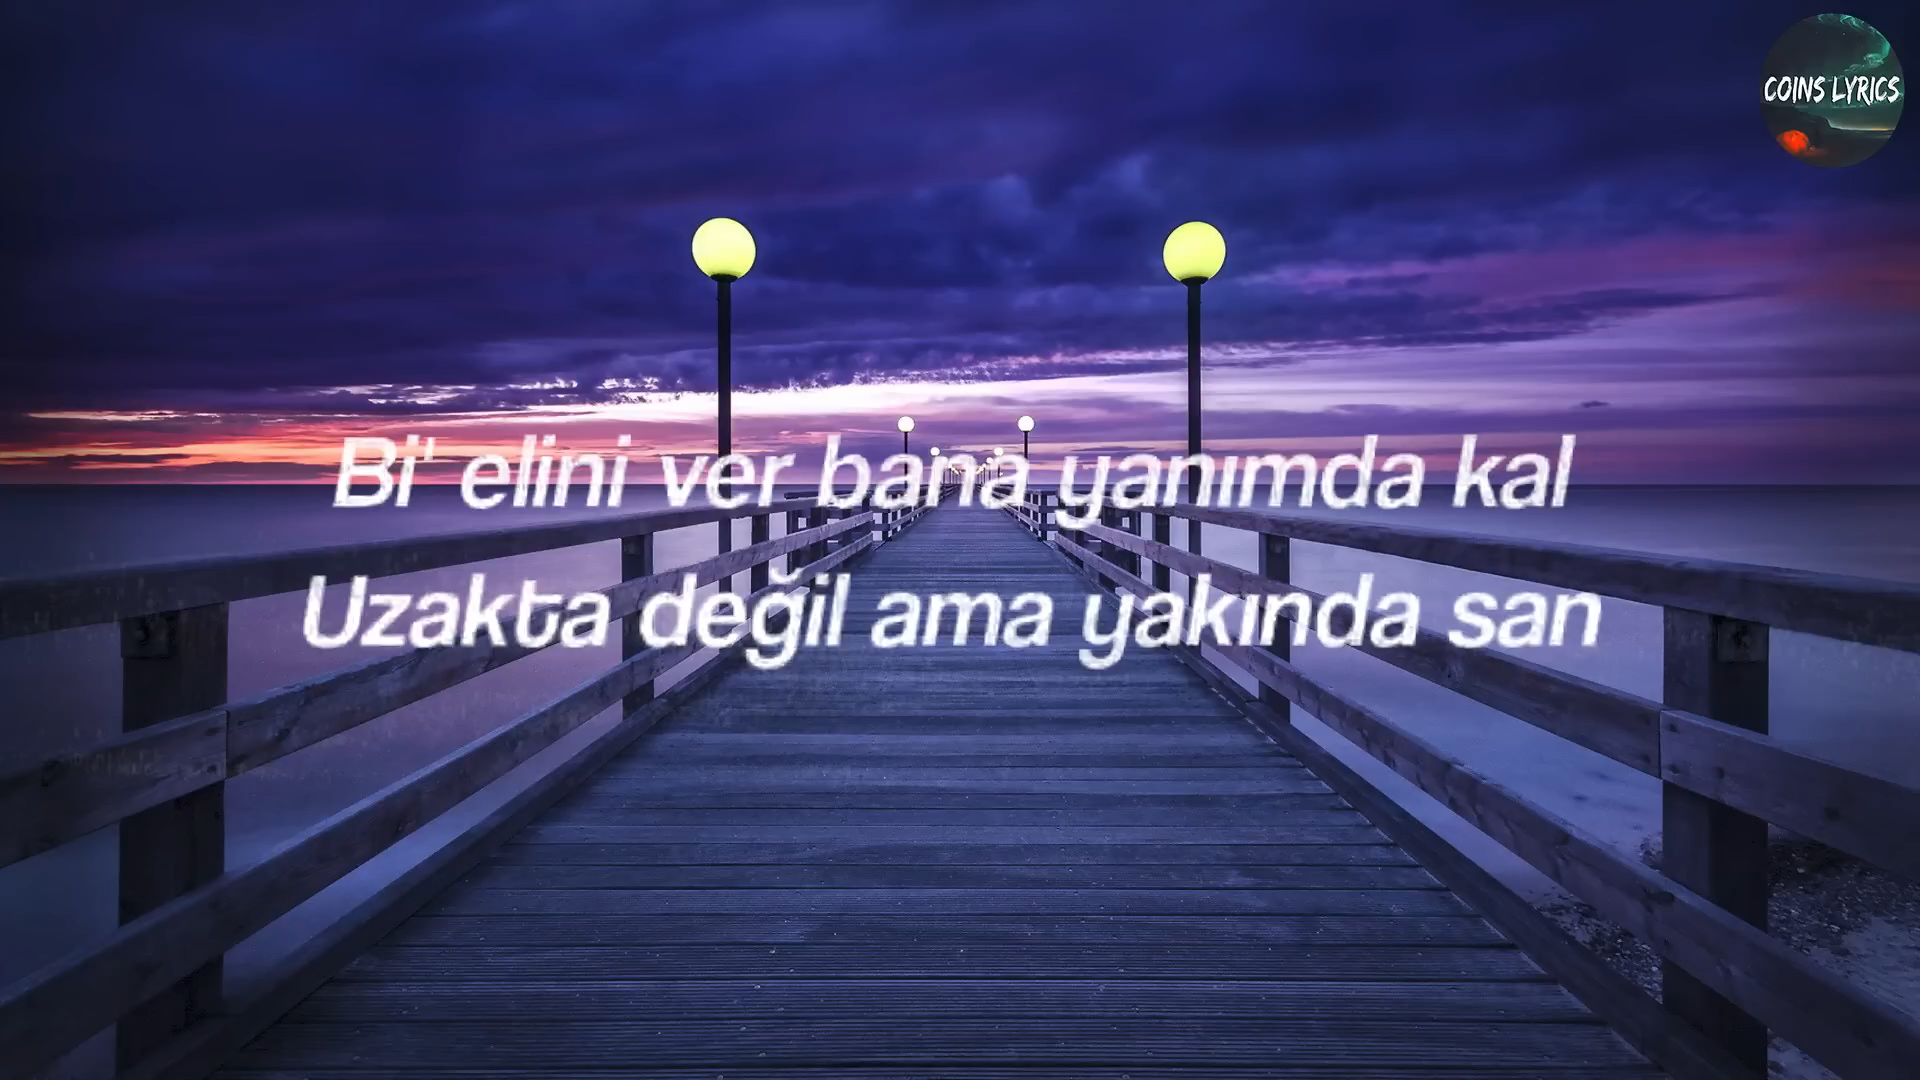 COINS LYRICS
Bi' elini ver bana yanımda kal
Uzakta değil ama yakında san